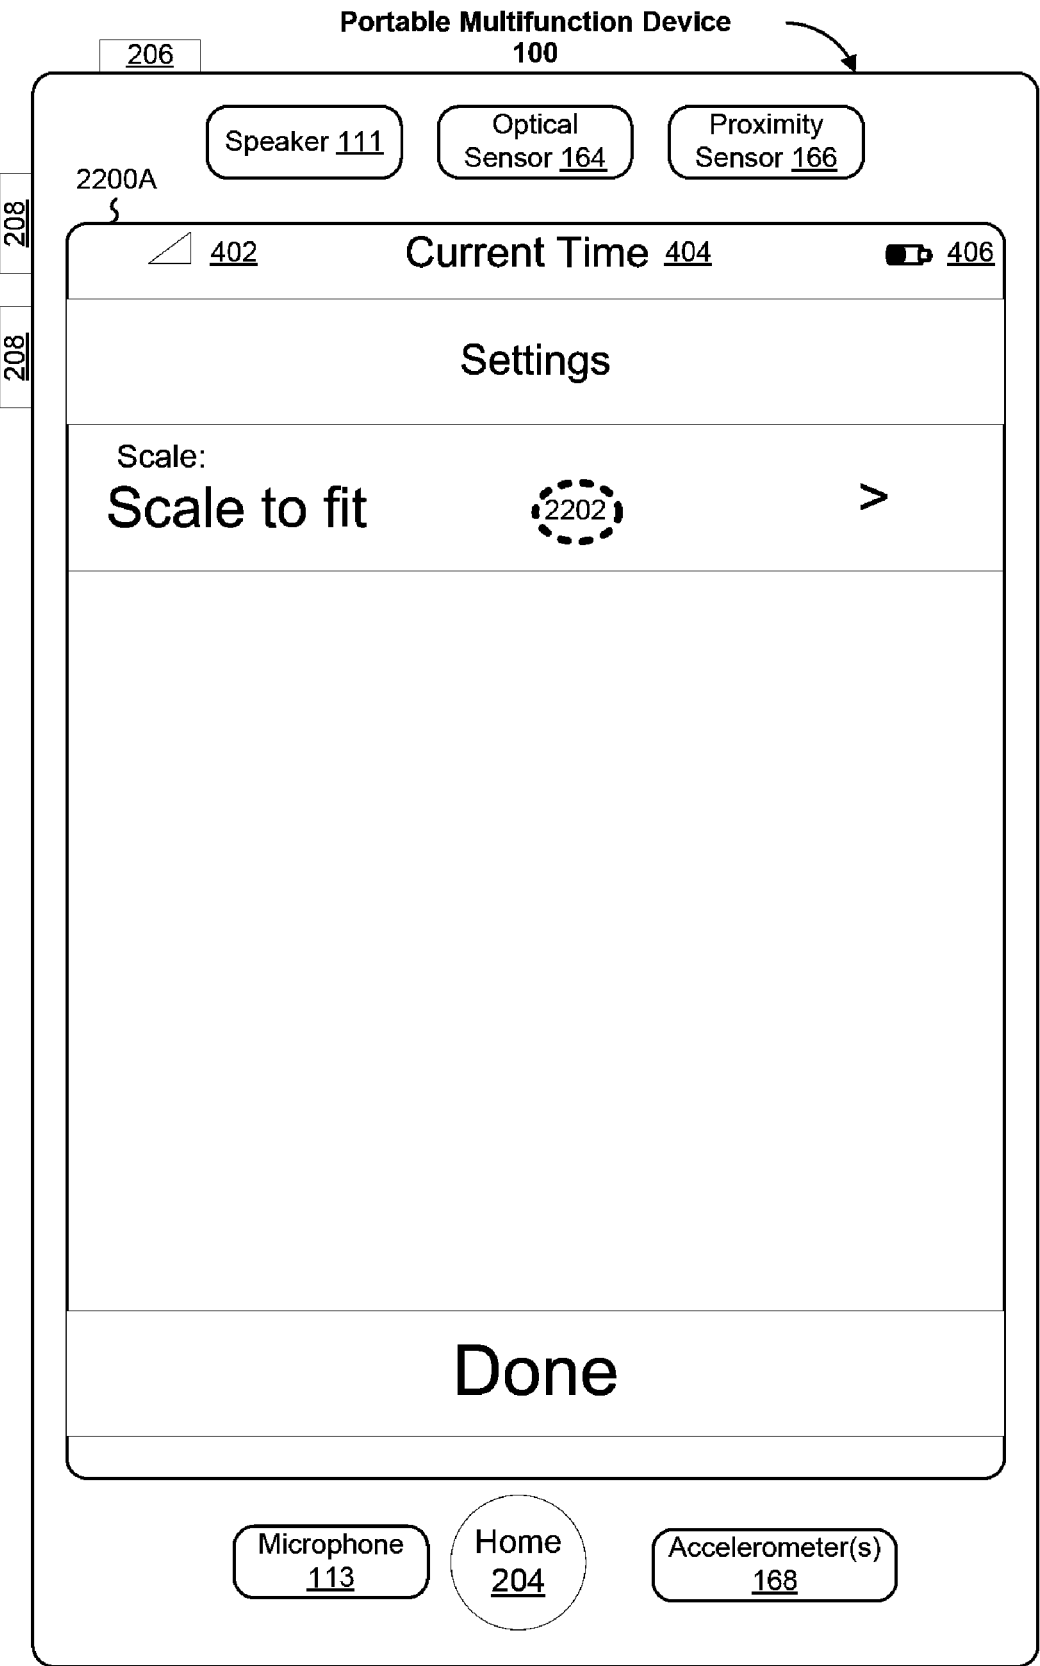 Portable Multifunction Device
100
206
Speaker 111
Optical
Sensor 164
Proximity
Sensor 166
2200A
208
208
402
Current Time 404
406
Settings
Scale:
Scale to fit
2202
>
Done
Microphone
113
Home
204
Accelerometer(s)
168